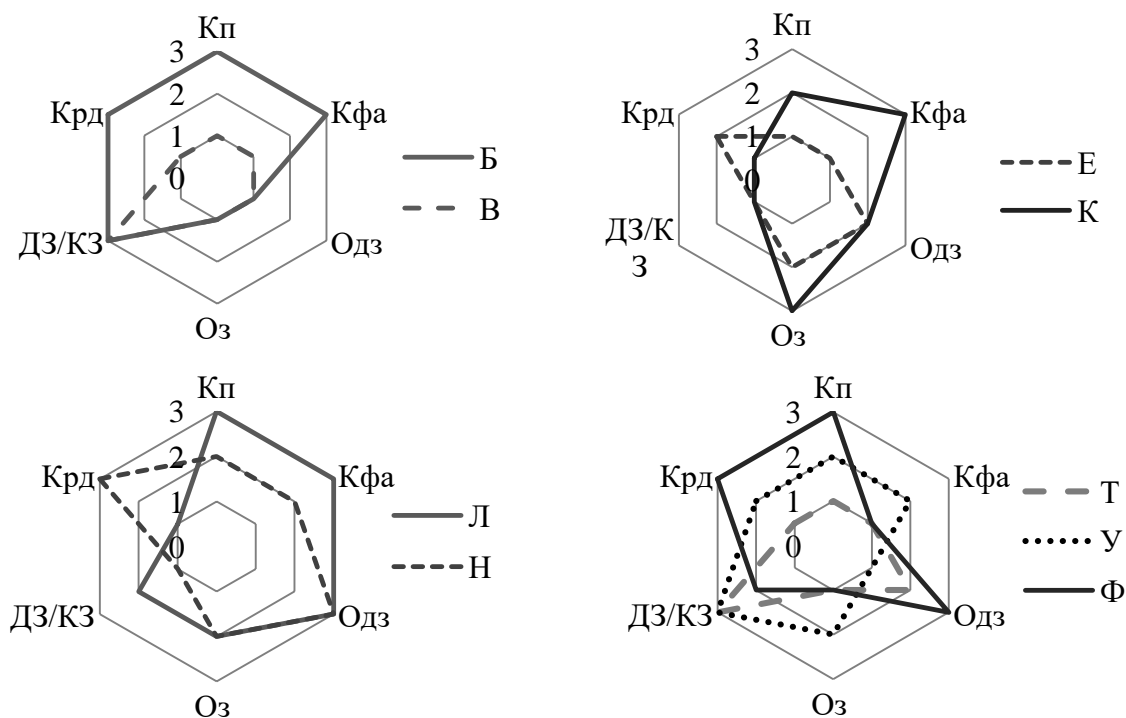 Кп
3
2
1
0
Крд
Кфа
ДЗ/КЗ
Одз
Оз
Б
В
Кп
3
2
1
0
Крд
Кфа
ДЗ/К
З
Одз
Оз
Е
К
Кп
3
2
1
0
Крд
Кфа
ДЗ/КЗ
Одз
Оз
Л
Н
Кп
3
2
1
0
Крд
Кфа
ДЗ/КЗ
Одз
Оз
Т
У
Ф